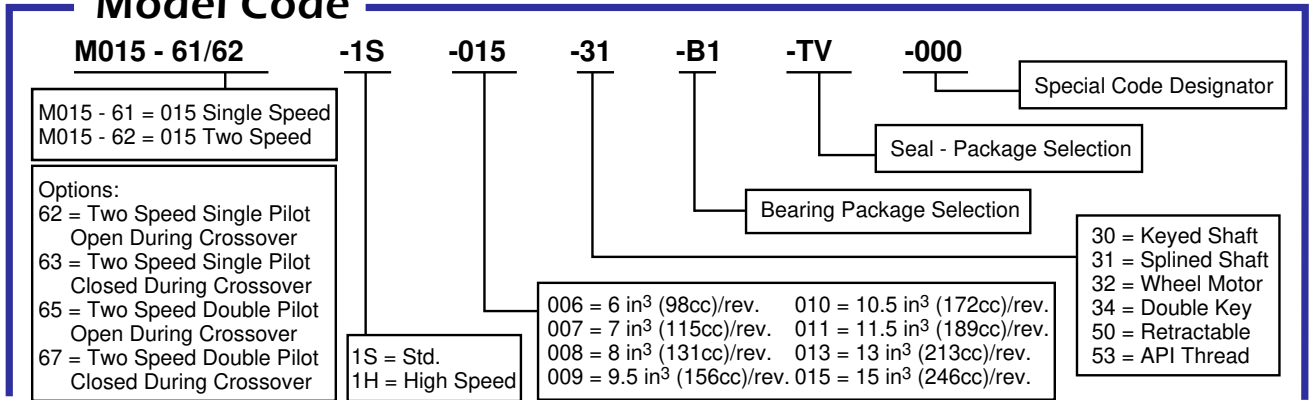 Model Code
M015 - 61/62 -1S -015 -31 -B1 -TV -000
Special Code Designator
M015 - 61 = 015 Single Speed
M015 - 62 = 015 Two Speed
Seal - Package Selection
Bearing Package Selection
Options:
62 = Two Speed Single Pilot
Open During Crossover
63 = Two Speed Single Pilot
Closed During Crossover
65 = Two Speed Double Pilot
Open During Crossover
67 = Two Speed Double Pilot
Closed During Crossover
1S = Std.
1H = High Speed
006 = 6 in³ (98cc)/rev. 010 = 10.5 in³ (172cc)/rev.
007 = 7 in³ (115cc)/rev. 011 = 11.5 in³ (189cc)/rev.
008 = 8 in³ (131cc)/rev. 013 = 13 in³ (213cc)/rev.
009 = 9.5 in³ (156cc)/rev. 015 = 15 in³ (246cc)/rev.
30 = Keyed Shaft
31 = Splined Shaft
32 = Wheel Motor
34 = Double Key
50 = Retractable
53 = API Thread